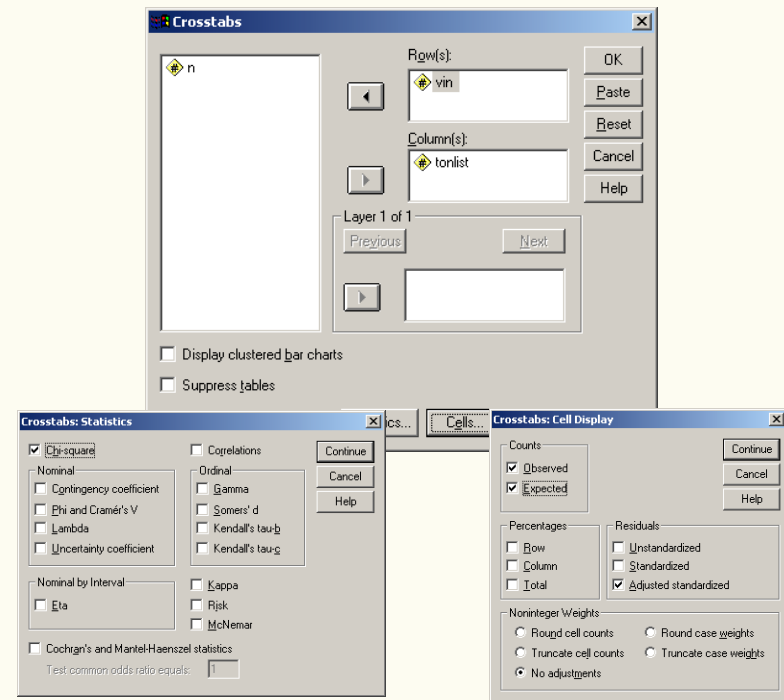 Crosstabs
n
Row(s):
vin
Column(s):
tonlist
OK
Paste
Reset
Cancel
Help
Layer 1 of 1
Previous
Next
Display clustered bar charts
Suppress tables
Cells...
Crosstabs: Statistics
Chi-square
Correlations
Continue
Cancel
Help
Nominal
Contingency coefficient
Phi and Cramér's V
Lambda
Uncertainty coefficient
Ordinal
Gamma
Somers' d
Kendall's tau-b
Kendall's tau-c
Nominal by Interval
Eta
Kappa
Risk
McNemar
Cochran's and Mantel-Haenszel statistics
Test common odds ratio equals: 1
Crosstabs: Cell Display
Counts
Observed
Expected
Continue
Cancel
Help
Percentages
Row
Column
Total
Residuals
Unstandardized
Standardized
Adjusted standardized
Noninteger Weights
Round cell counts
Round case weights
Truncate cell counts
Truncate case weights
No adjustments